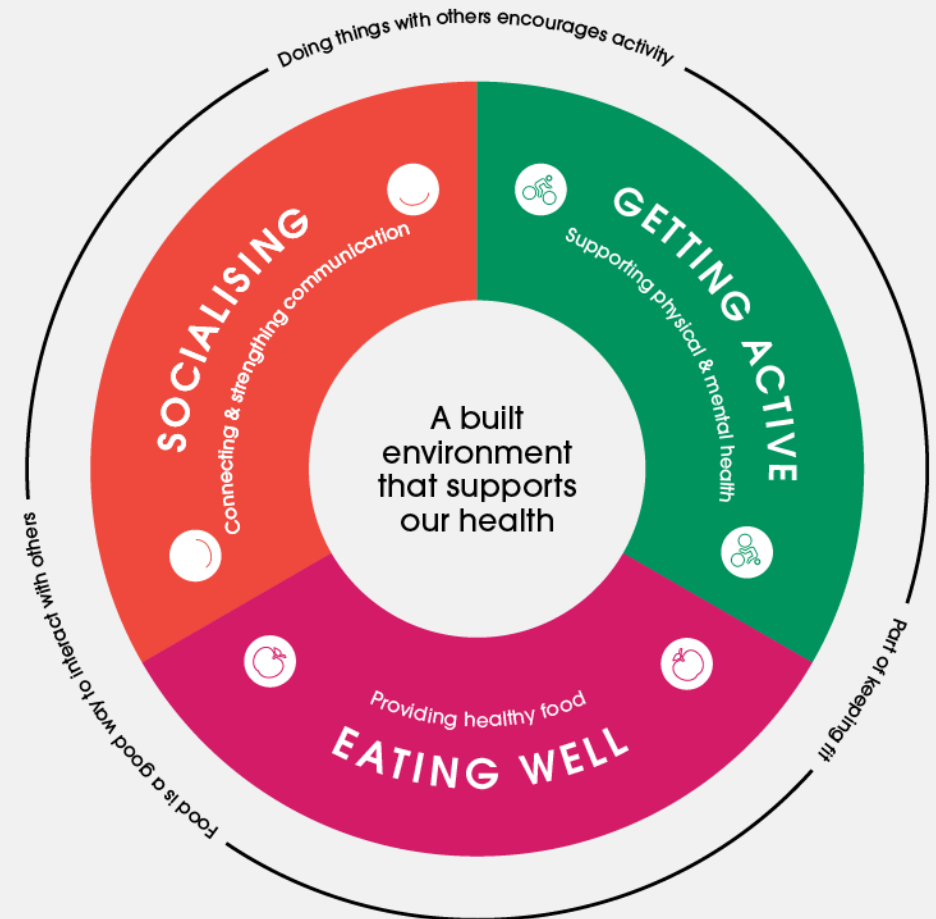 Doing things with others encourages activity
SOCIALISING
Connecting & strengthing communication
GETTING ACTIVE
Supporting physical & mental health
A built
environment
that supports
our health
Providing healthy food
EATING WELL
Part of keeping fit
Food is a good way to interact with others